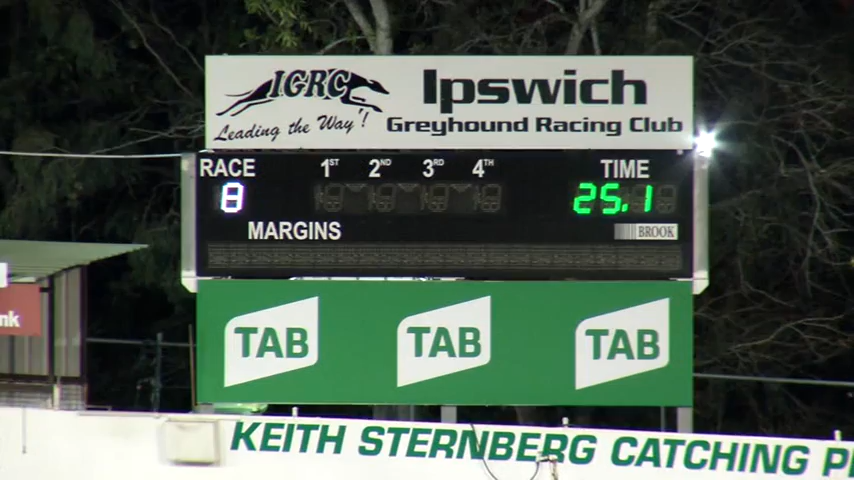 IGRC
Leading the Way'!
Ipswich
Greyhound Racing Club
RACE 1ST 2ND 3RD 4TH TIME
8 25.1
MARGINS BROOK
TAB TAB TAB
nk
KEITH STERNBERG CATCHING P